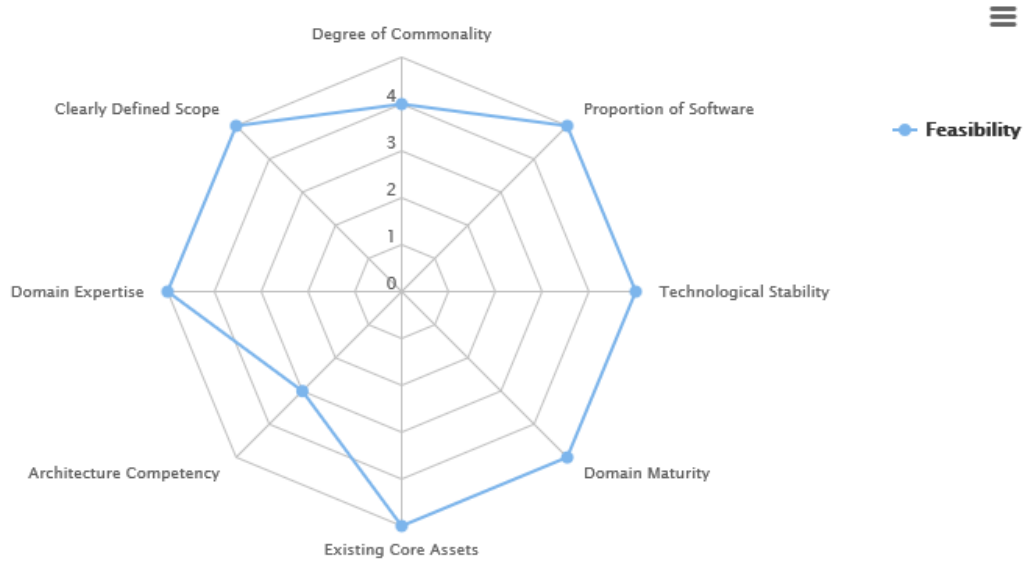 Degree of Commonality
Clearly Defined Scope
Proportion of Software
Feasibility
4
3
2
1
0
Domain Expertise
Technological Stability
Architecture Competency
Domain Maturity
Existing Core Assets